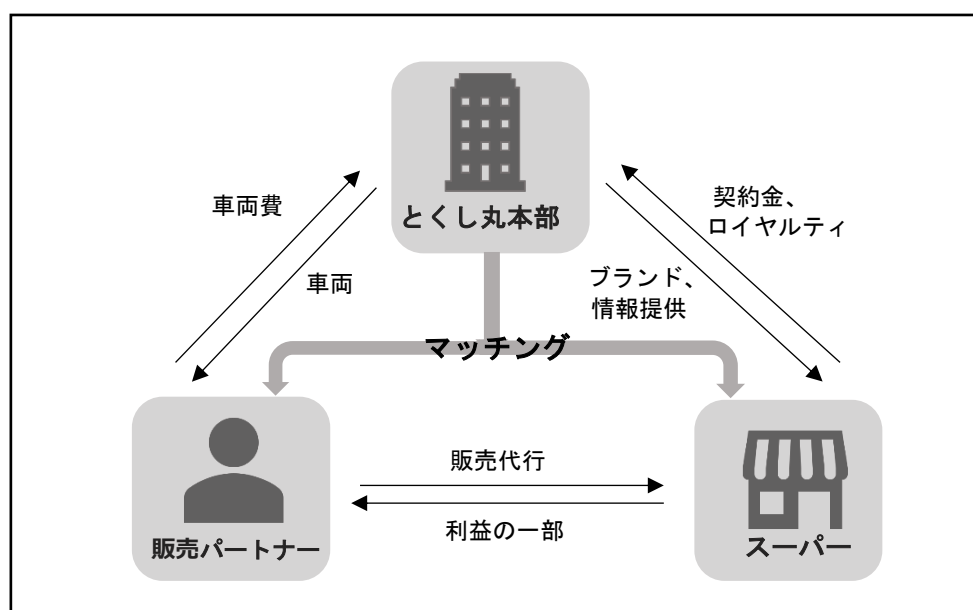 とくし丸本部
車両費
車両
契約金、
ロイヤルティ
ブランド、
情報提供
マッチング
販売代行
利益の一部
販売パートナー
スーパー